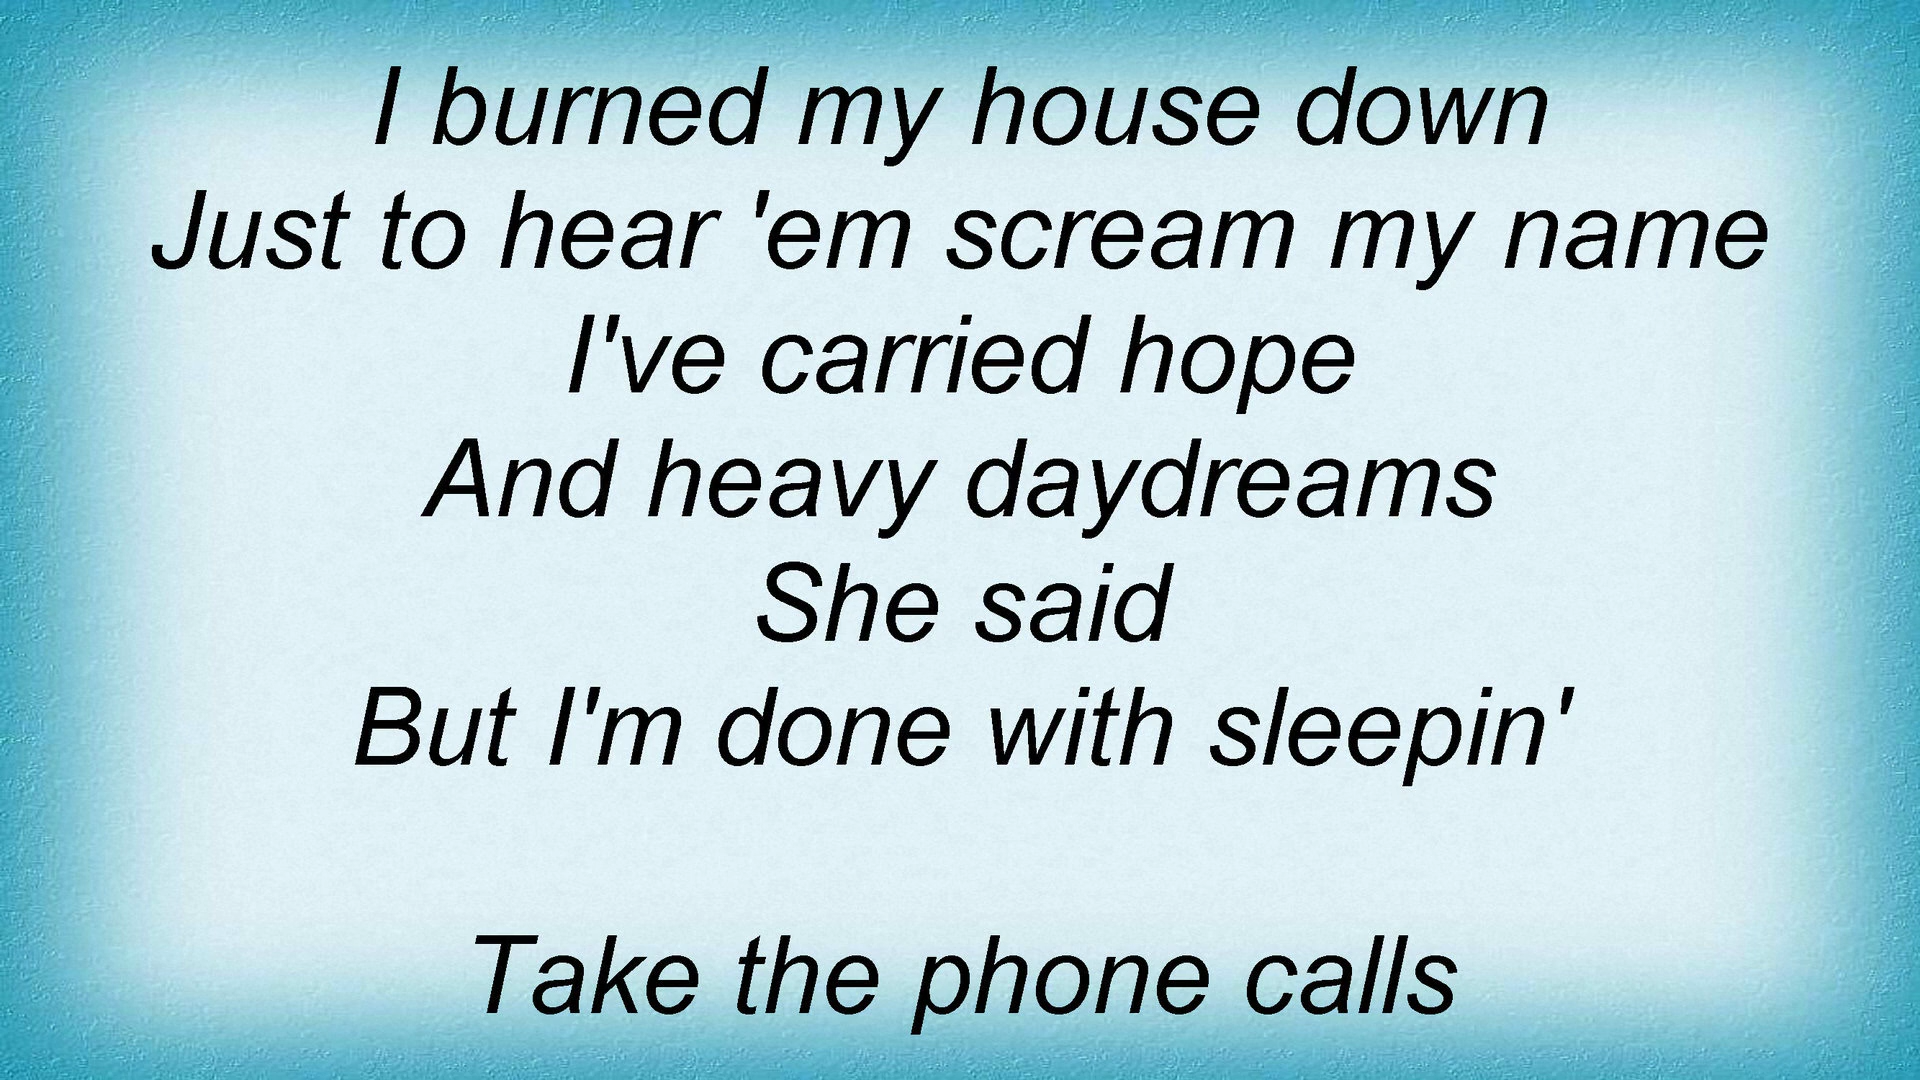 I burned my house down
Just to hear 'em scream my name
I've carried hope
And heavy daydreams
She said
But I'm done with sleepin'
Take the phone calls